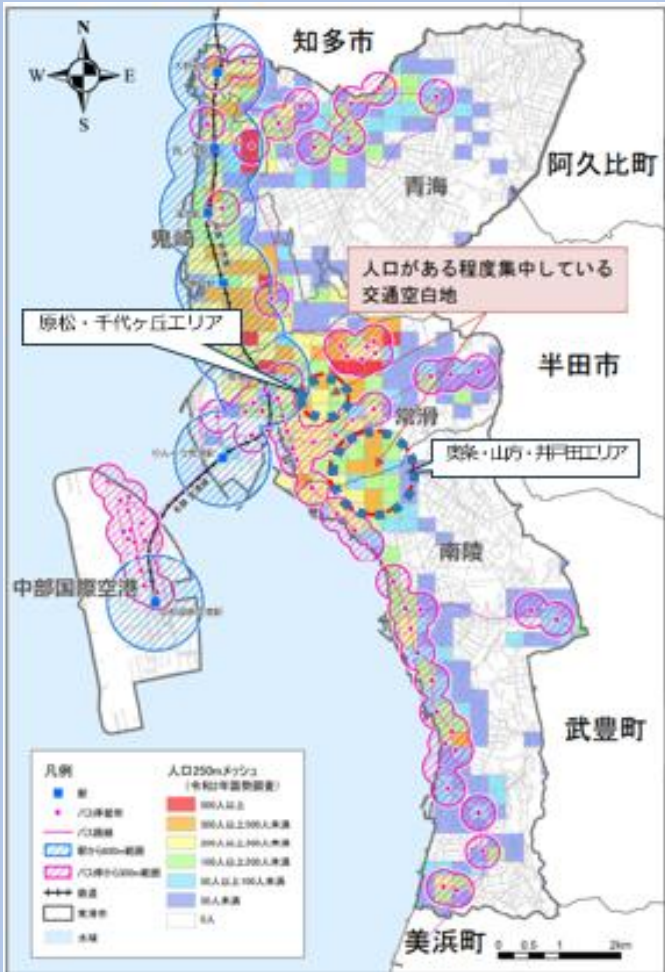 N
W
E
S
知多市
阿久比町
青海
鬼崎
人口がある程度集中している
交通空白地
原松・千代ヶ丘エリア
半田市
常滑
奥条・山方・井戸田エリア
南陵
中部国際空港
武豊町
凡例
駅
バス停留所
バス路線
駅から800m範囲
バス停から300m範囲
鉄道
常滑市
水域
人口250mメッシュ
(令和2年国勢調査)
500人以上
300人以上500人未満
200人以上300人未満
100人以上200人未満
50人以上100人未満
50人未満
0人
美浜町
0 0.5 1 2km